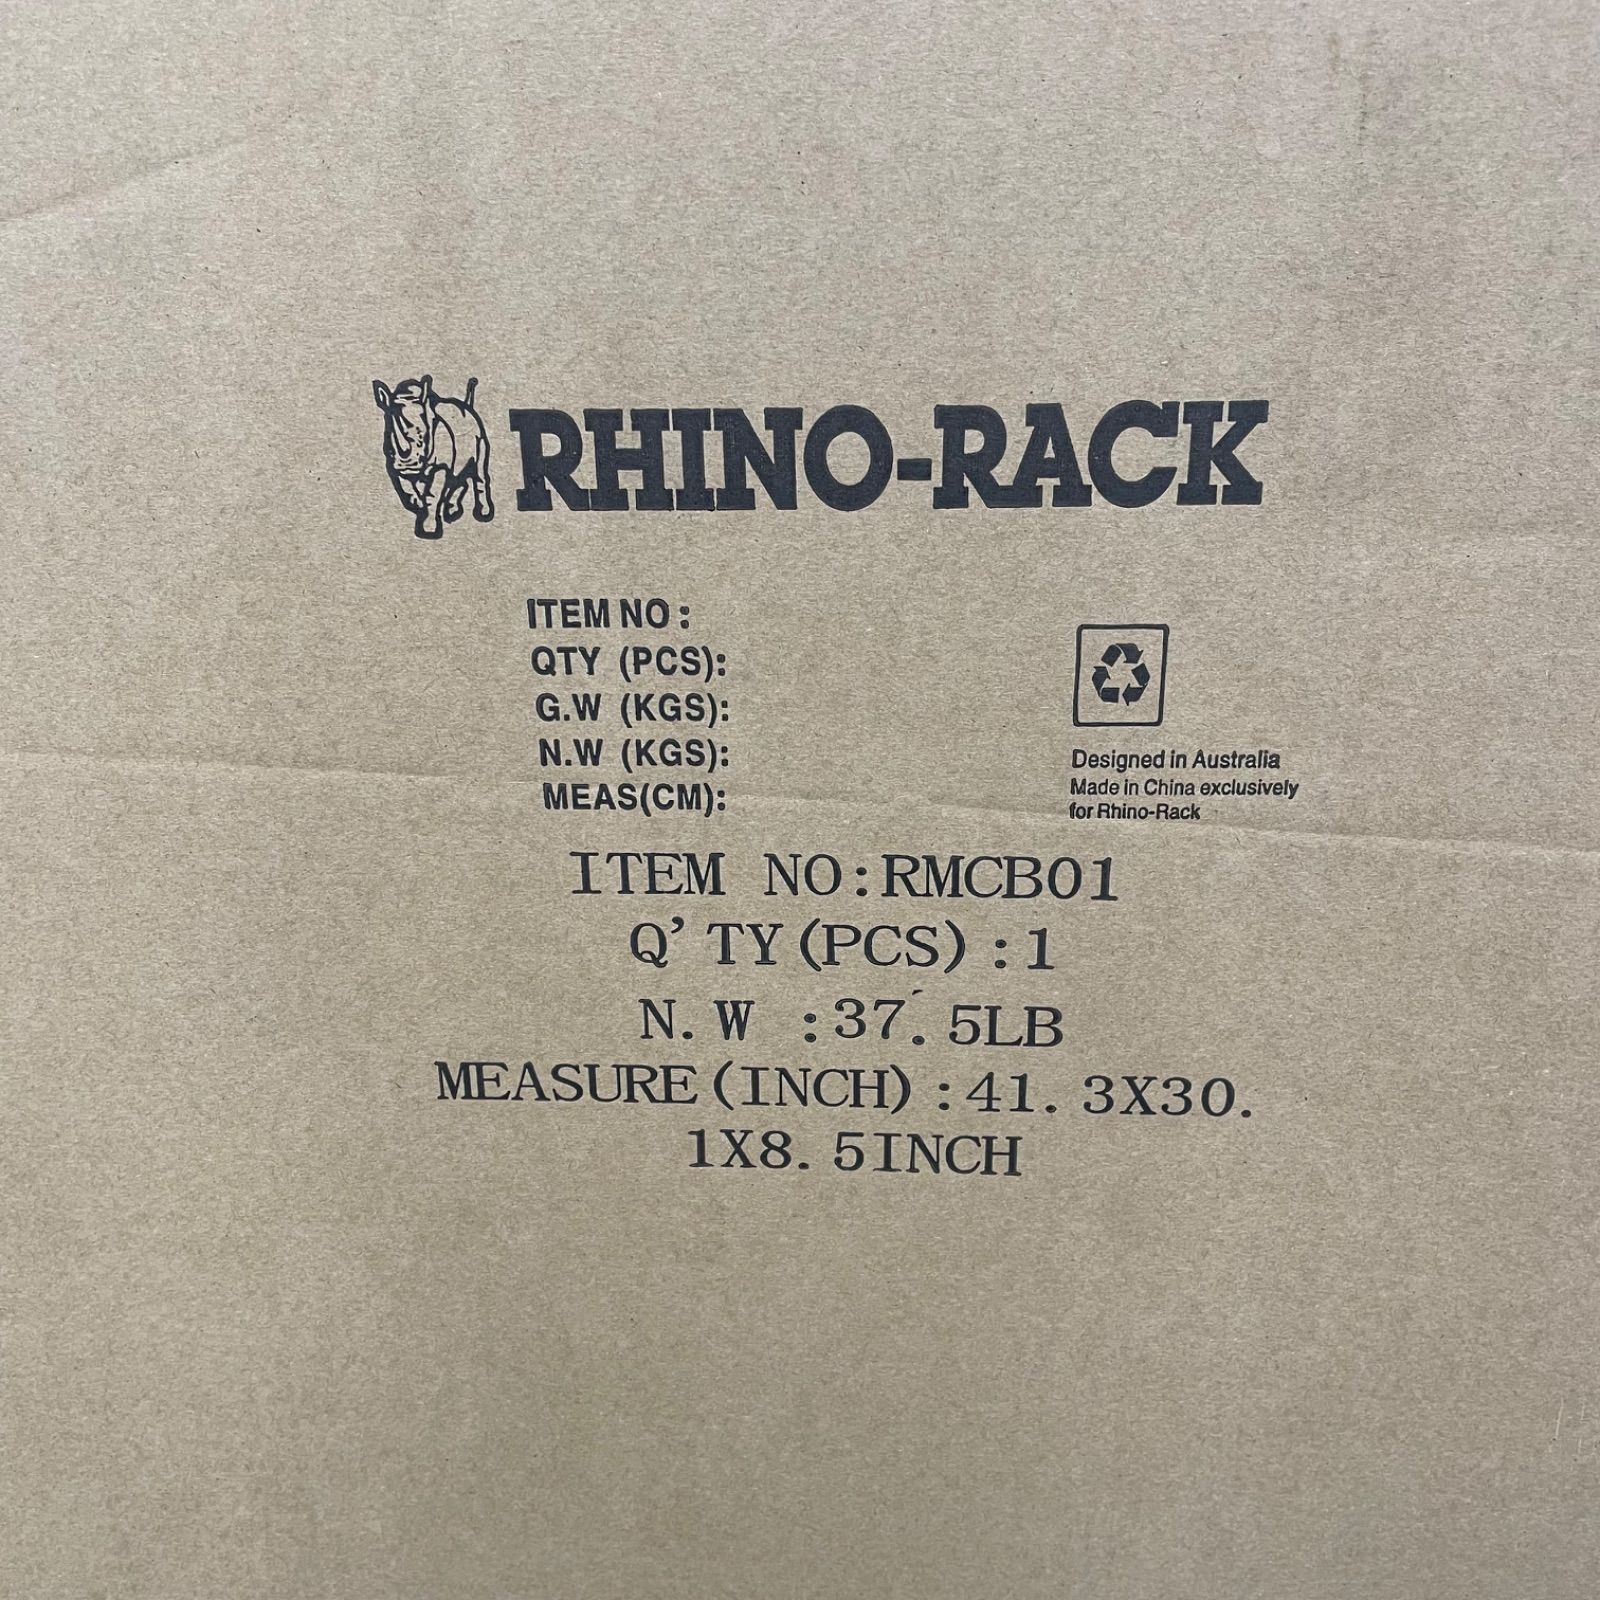 RHINO-RACK
ITEM NO :
QTY (PCS):
G.W (KGS):
N.W (KGS):
MEAS(CM):
Designed in Australia
Made in China exclusively
for Rhino-Rack
ITEM NO:RMCB01
Q'TY(PCS):1
N.W :37.5LB
MEASURE(INCH):41.3X30.
1X8.5INCH